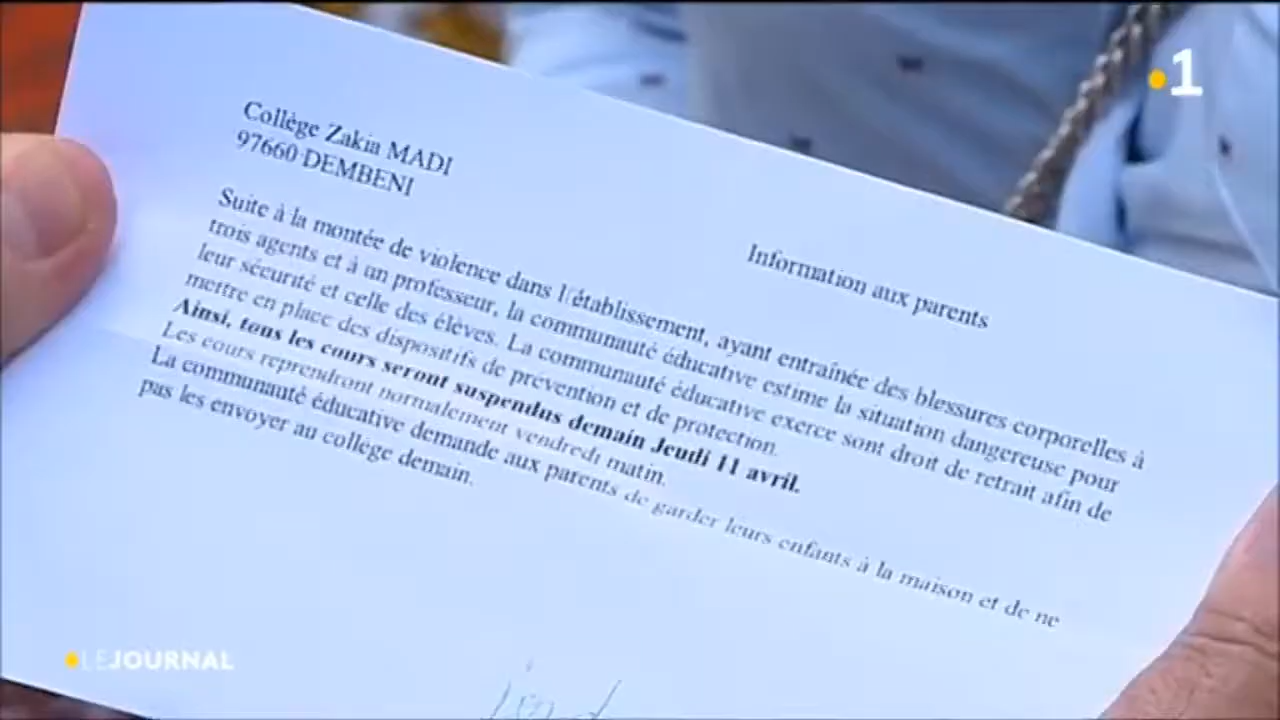 1
Collège Zakia MADI
97660 DEMBENI
Information aux parents
Suite à la montée de violence dans l'établissement, ayant entraînée des blessures corporelles à
trois agents et à un professeur, la communauté éducative estime la situation dangereuse pour
leur sécurité et celle des élèves. La communauté éducative exerce sont droit de retrait afin de
mettre en place des dispositifs de prévention et de protection.
Ainsi, tous les cours seront suspendus demain Jeudi 11 avril.
Les cours reprendront normalement vendredi matin.
La communauté éducative demande aux parents de garder leurs enfants à la maison et de ne
pas les envoyer au collège demain.
LE JOURNAL